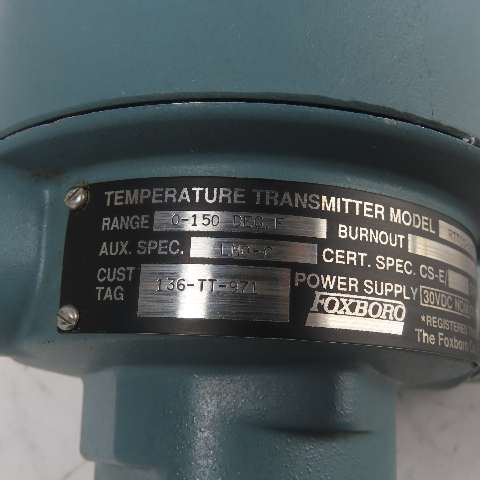 TEMPERATURE TRANSMITTER MODEL
RANGE 0-150 DEG.F BURNOUT
AUX. SPEC. CERT. SPEC. CS-E/
CUST TAG 136-TT-971 POWER SUPPLY 30VDC
FOXBORO
*REGISTERED
The Foxboro